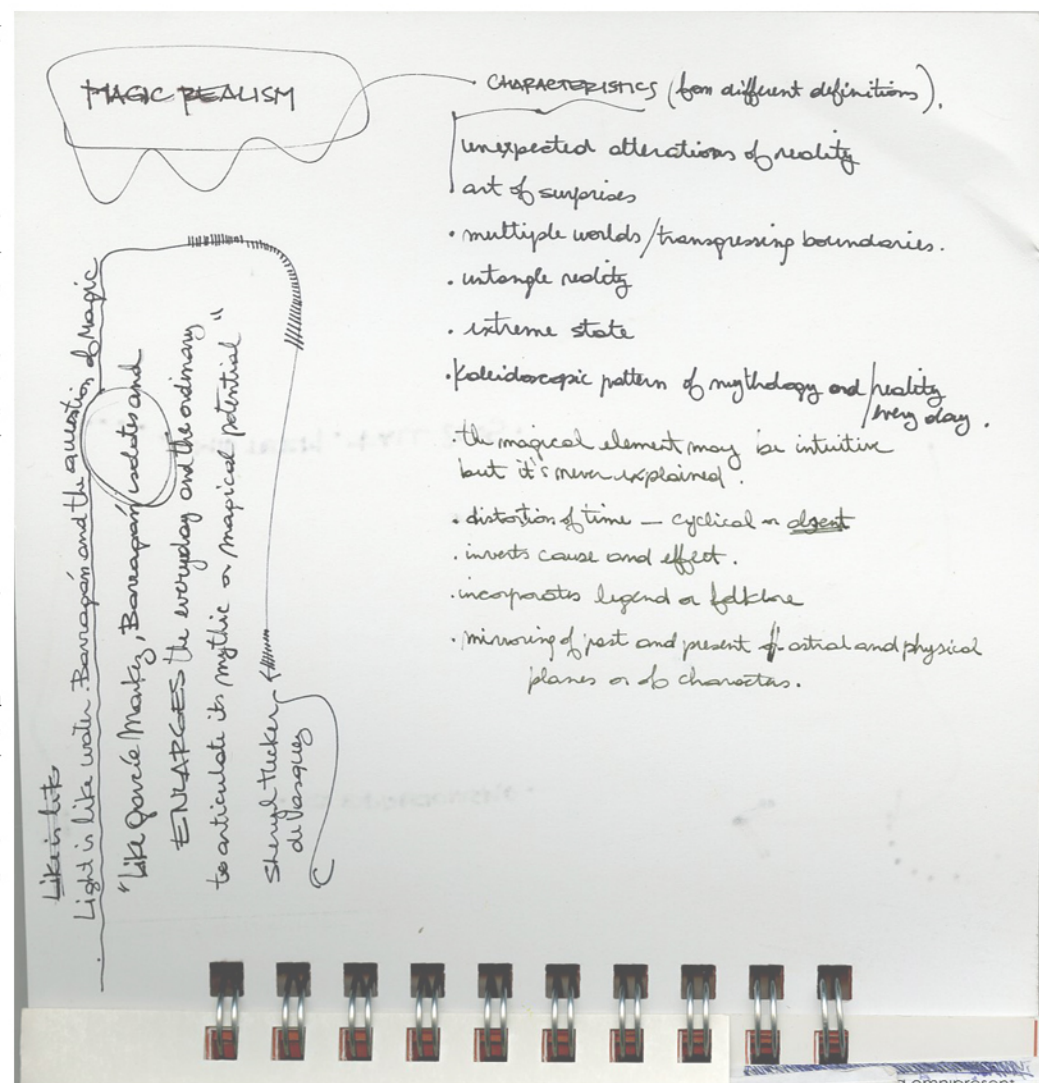 MAGIC REALISM
CHARACTERISTICS (from different definitions).
unexpected alterations of reality
art of surprises
• multiple worlds/transgressing boundaries.
• untangle reality
• extreme state
• Kaleidoscopic pattern of mythology and/reality
every day.
• the magical element may be intuitive
but it's never explained.
• distortion of time — cyclical or absent
• inverts cause and effect.
• incorporates legend or folklore
• mirroring of past and present of astral and physical
planes or of characters.
Light is like water. Barragán and the question of Magic
"Like García Markez, Barragán isolates and
ENLARGES the everyday and the ordinary
to articulate its mythic or magical potential"
Sheryl Tucker
de Vasquez
omnipresent